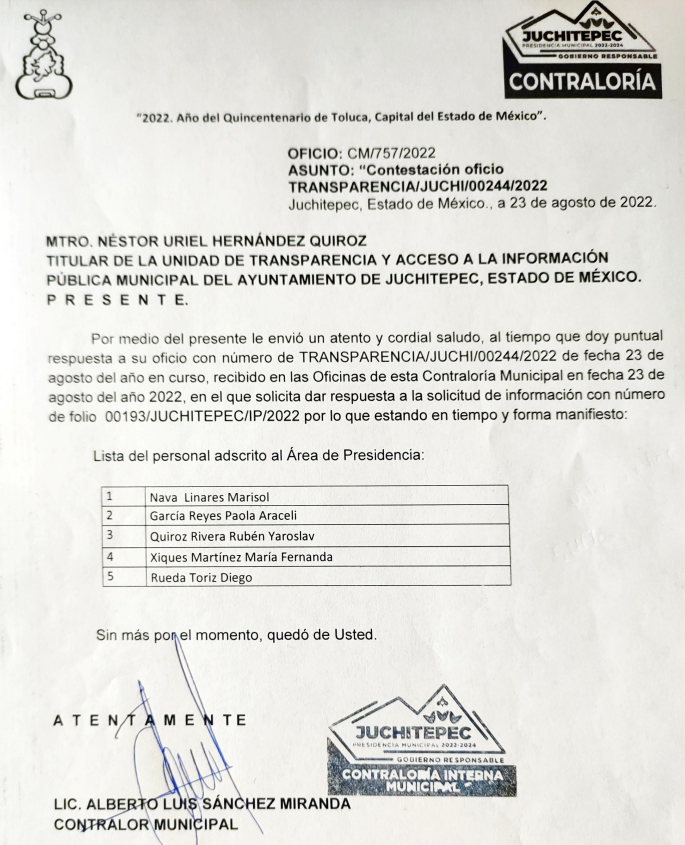 JUCHITEPEC
PRESIDENCIA MUNICIPAL 2022-2024
GOBIERNO RESPONSABLE
CONTRALORÍA
"2022. Año del Quincentenario de Toluca, Capital del Estado de México".
OFICIO: CM/757/2022
ASUNTO: "Contestación oficio
TRANSPARENCIA/JUCHI/00244/2022
Juchitepec, Estado de México., a 23 de agosto de 2022.
MTRO. NÉSTOR URIEL HERNÁNDEZ QUIROZ
TITULAR DE LA UNIDAD DE TRANSPARENCIA Y ACCESO A LA INFORMACIÓN
PÚBLICA MUNICIPAL DEL AYUNTAMIENTO DE JUCHITEPEC, ESTADO DE MÉXICO.
P R E S E N T E.
Por medio del presente le envió un atento y cordial saludo, al tiempo que doy puntual
respuesta a su oficio con número de TRANSPARENCIA/JUCHI/00244/2022 de fecha 23 de
agosto del año en curso, recibido en las Oficinas de esta Contraloría Municipal en fecha 23 de
agosto del año 2022, en el que solicita dar respuesta a la solicitud de información con número
de folio 00193/JUCHITEPEC/IP/2022 por lo que estando en tiempo y forma manifiesto:
Lista del personal adscrito al Área de Presidencia:
1 Nava Linares Marisol
2 García Reyes Paola Araceli
3 Quiroz Rivera Rubén Yaroslav
4 Xiques Martínez María Fernanda
5 Rueda Toriz Diego
Sin más por el momento, quedó de Usted.
A T E N T A M E N T E
JUCHITEPEC
PRESIDENCIA MUNICIPAL 2022-2024
GOBIERNO RESPONSABLE
CONTRALORÍA INTERNA
MUNICIPAL
LIC. ALBERTO LUIS SÁNCHEZ MIRANDA
CONTRALOR MUNICIPAL